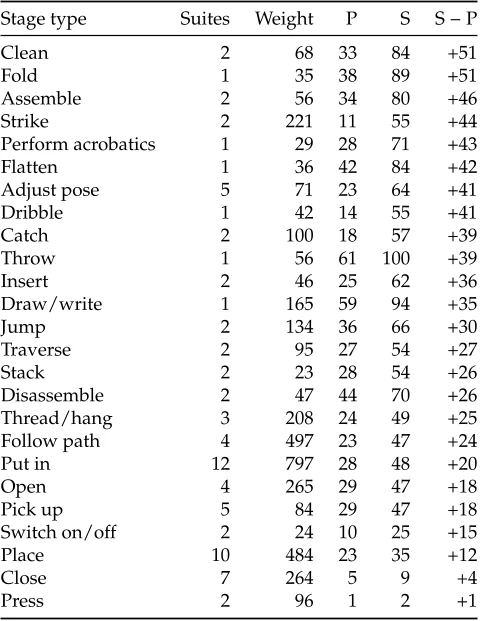 Stage type Suites Weight P S S – P
Clean 2 68 33 84 +51
Fold 1 35 38 89 +51
Assemble 2 56 34 80 +46
Strike 2 221 11 55 +44
Perform acrobatics 1 29 28 71 +43
Flatten 1 36 42 84 +42
Adjust pose 5 71 23 64 +41
Dribble 1 42 14 55 +41
Catch 2 100 18 57 +39
Throw 1 56 61 100 +39
Insert 2 46 25 62 +36
Draw/write 1 165 59 94 +35
Jump 2 134 36 66 +30
Traverse 2 95 27 54 +27
Stack 2 23 28 54 +26
Disassemble 2 47 44 70 +26
Thread/hang 3 208 24 49 +25
Follow path 4 497 23 47 +24
Put in 12 797 28 48 +20
Open 4 265 29 47 +18
Pick up 5 84 29 47 +18
Switch on/off 2 24 10 25 +15
Place 10 484 23 35 +12
Close 7 264 5 9 +4
Press 2 96 1 2 +1